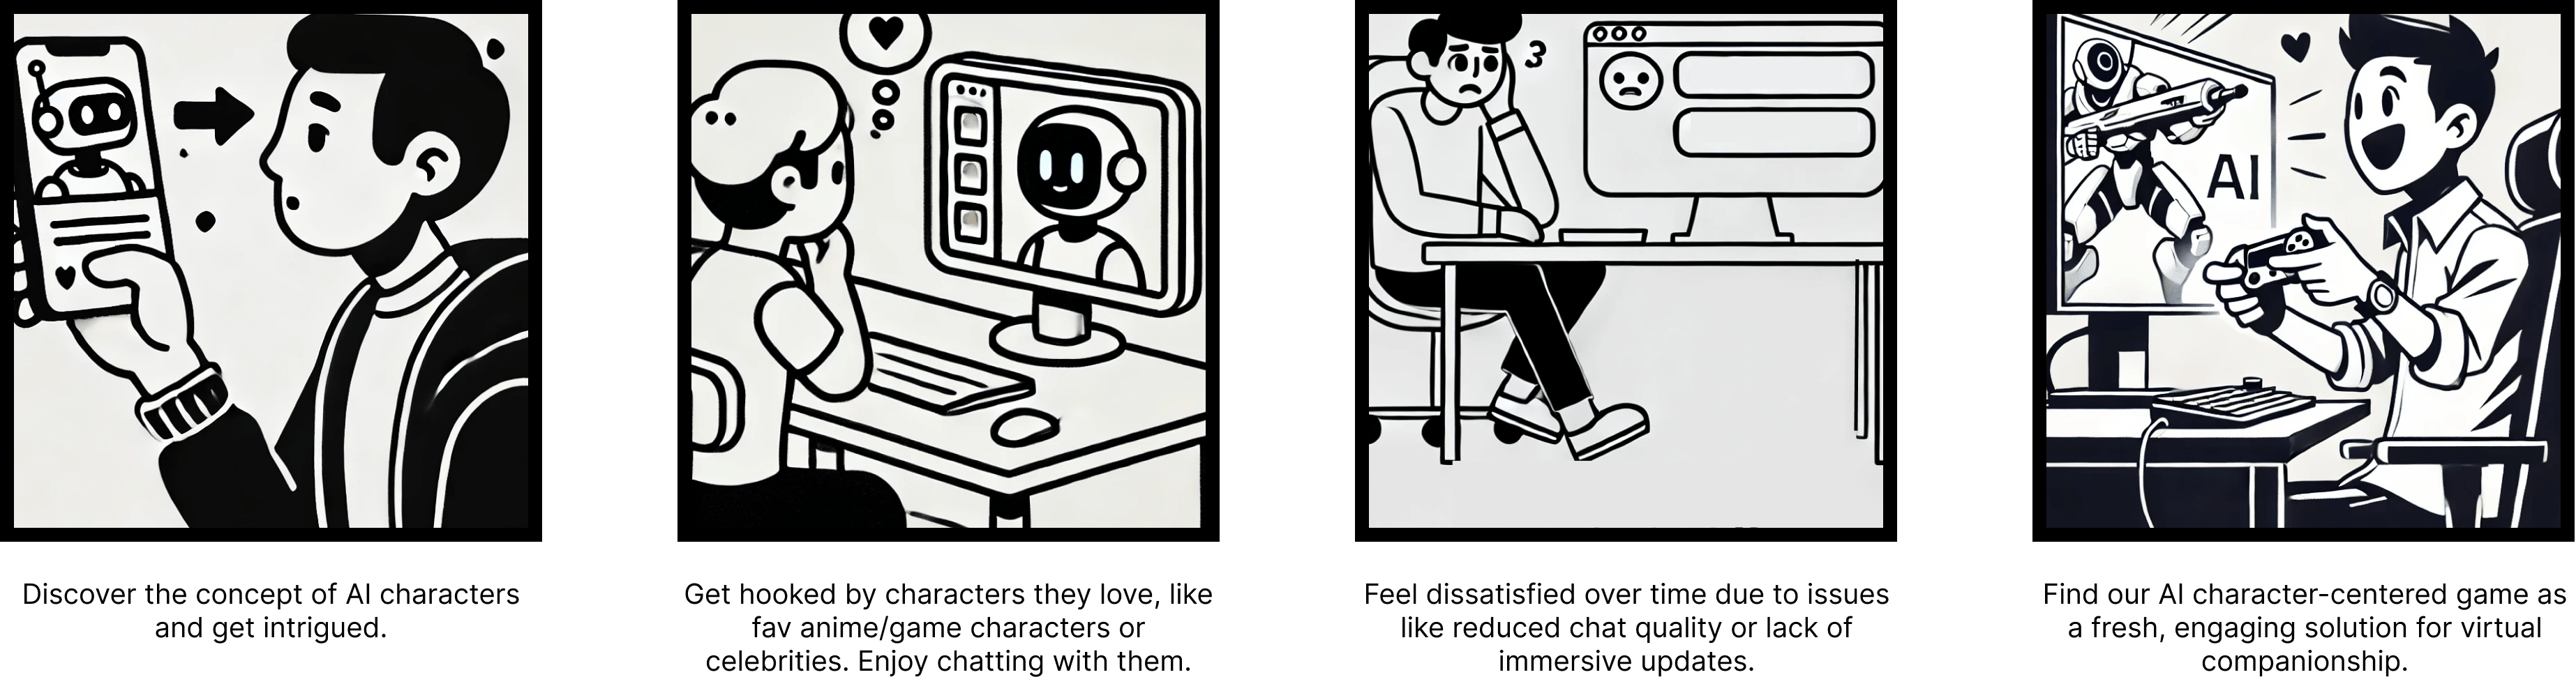 3
AI
Discover the concept of AI characters
and get intrigued.
Get hooked by characters they love, like
fav anime/game characters or
celebrities. Enjoy chatting with them.
Feel dissatisfied over time due to issues
like reduced chat quality or lack of
immersive updates.
Find our AI character-centered game as
a fresh, engaging solution for virtual
companionship.